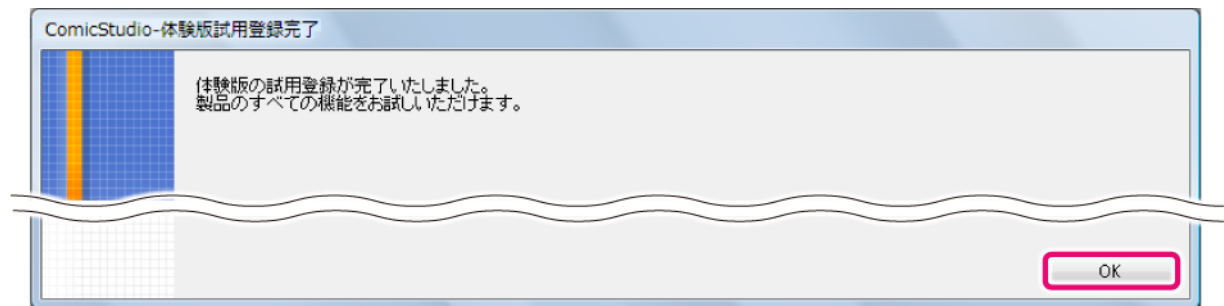 ComicStudio-体験版試用登録完了
体験版の試用登録が完了いたしました。
製品のすべての機能をお試しいただけます。
OK